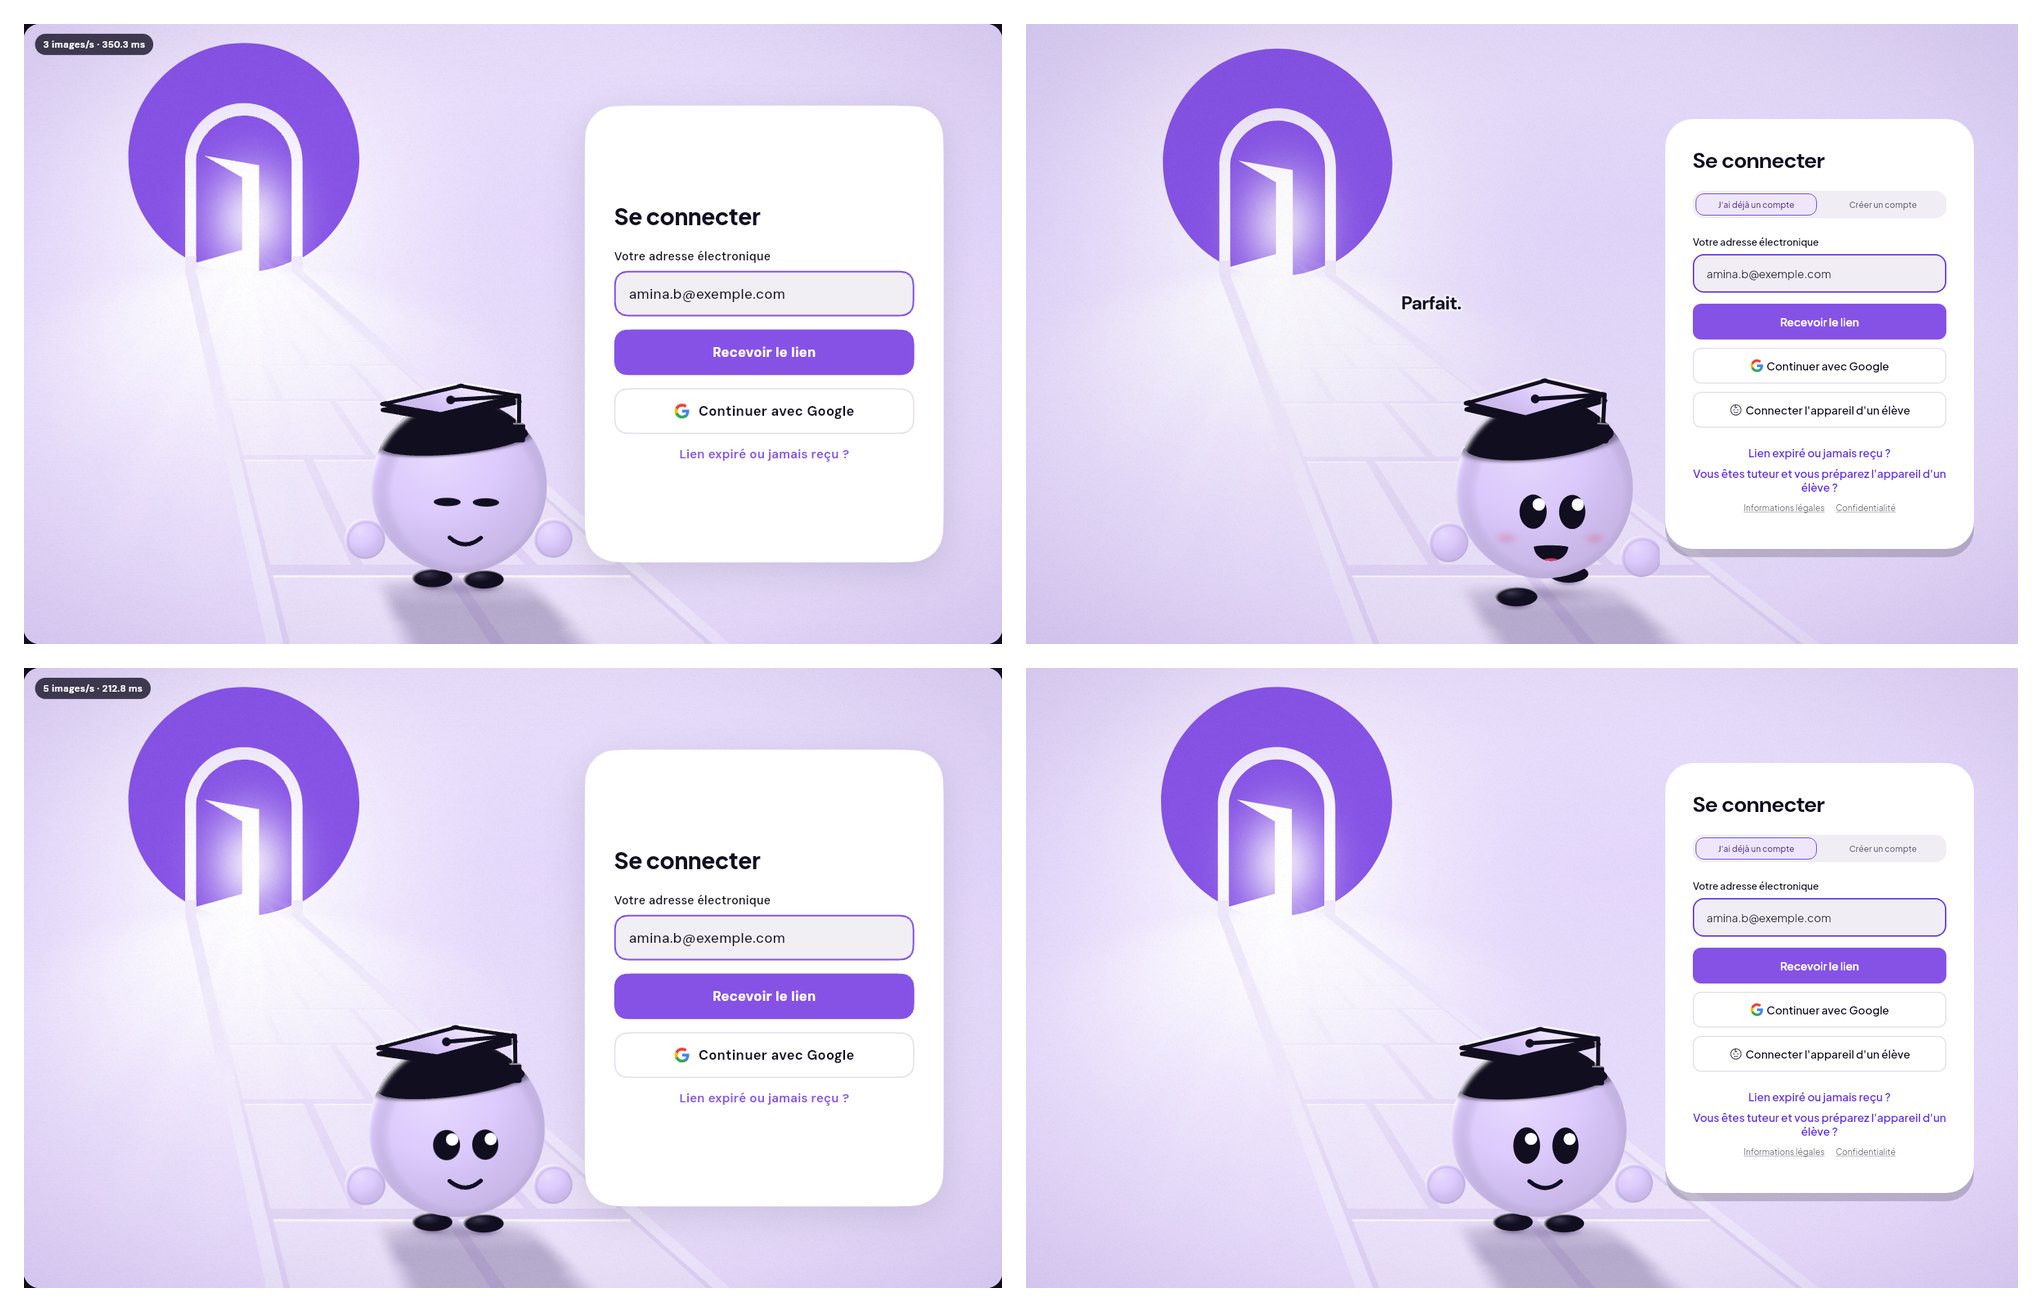 3 images/s · 350.3 ms
Se connecter
Votre adresse électronique
amina.b@exemple.com
Recevoir le lien
Continuer avec Google
Lien expiré ou jamais reçu ?
Parfait.
Se connecter
J'ai déjà un compte
Créer un compte
Votre adresse électronique
amina.b@exemple.com
Recevoir le lien
Continuer avec Google
Connecter l'appareil d'un élève
Lien expiré ou jamais reçu ?
Vous êtes tuteur et vous préparez l'appareil d'un
élève ?
Informations légales Confidentialité
5 images/s · 212.8 ms
Se connecter
Votre adresse électronique
amina.b@exemple.com
Recevoir le lien
Continuer avec Google
Lien expiré ou jamais reçu ?
Se connecter
J'ai déjà un compte
Créer un compte
Votre adresse électronique
amina.b@exemple.com
Recevoir le lien
Continuer avec Google
Connecter l'appareil d'un élève
Lien expiré ou jamais reçu ?
Vous êtes tuteur et vous préparez l'appareil d'un
élève ?
Informations légales Confidentialité